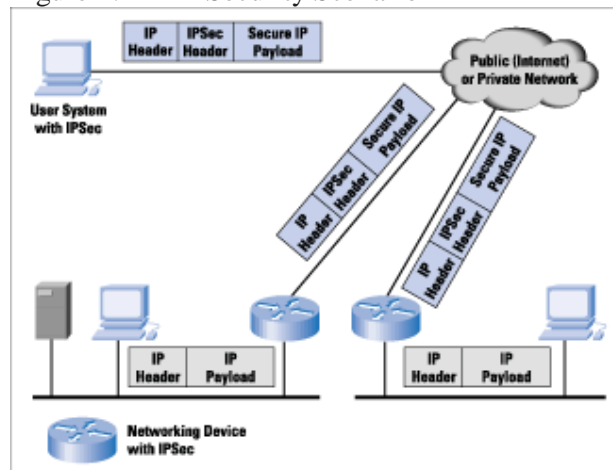 IP Header
IPSec Header
Secure IP Payload
User System
with IPSec
Public (Internet)
or Private Network
IP Header
IPSec Header
Secure IP Payload
IP Header
IPSec Header
Secure IP Payload
IP Header
IP Payload
IP Header
IP Payload
Networking Device
with IPSec